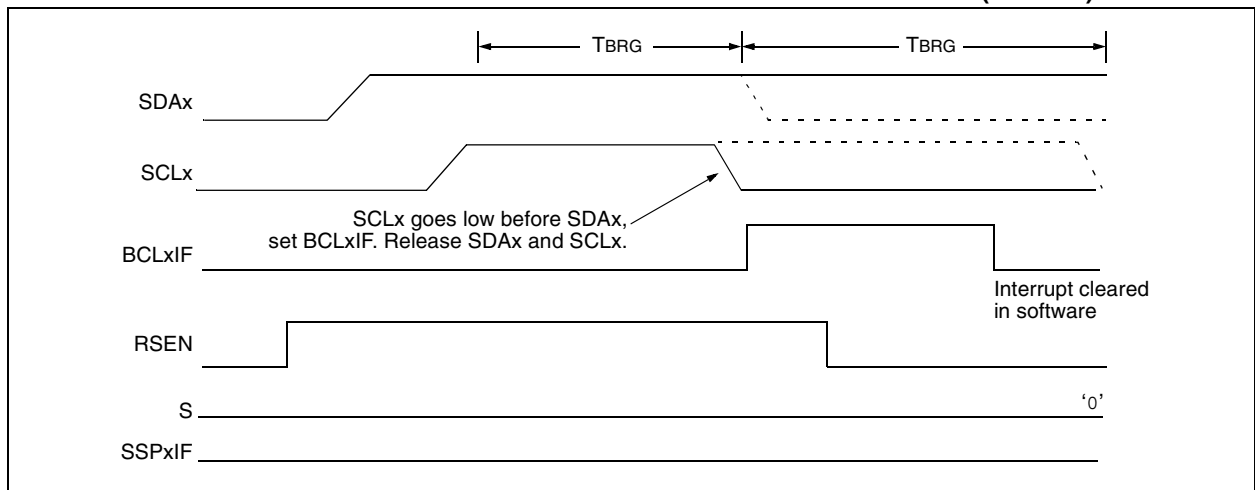 TBRG TBRG
SDAx
SCLx
SCLx goes low before SDAx,
set BCLxIF. Release SDAx and SCLx.
BCLxIF
Interrupt cleared
in software
RSEN
S
‘0’
SSPxIF